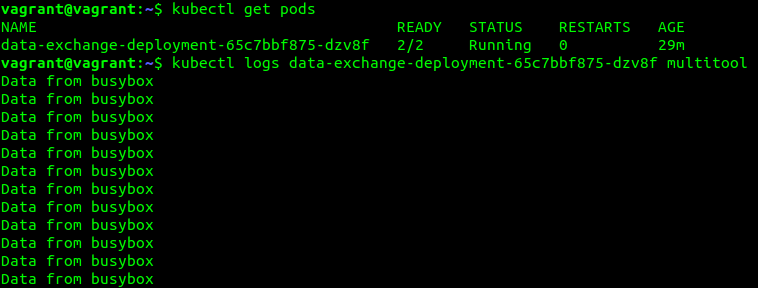 vagrant@vagrant:~$ kubectl get pods
NAME                                        READY   STATUS    RESTARTS   AGE
data-exchange-deployment-65c7bbf875-dzv8f   2/2     Running   0          29m
vagrant@vagrant:~$ kubectl logs data-exchange-deployment-65c7bbf875-dzv8f multitool
Data from busybox
Data from busybox
Data from busybox
Data from busybox
Data from busybox
Data from busybox
Data from busybox
Data from busybox
Data from busybox
Data from busybox
Data from busybox
Data from busybox